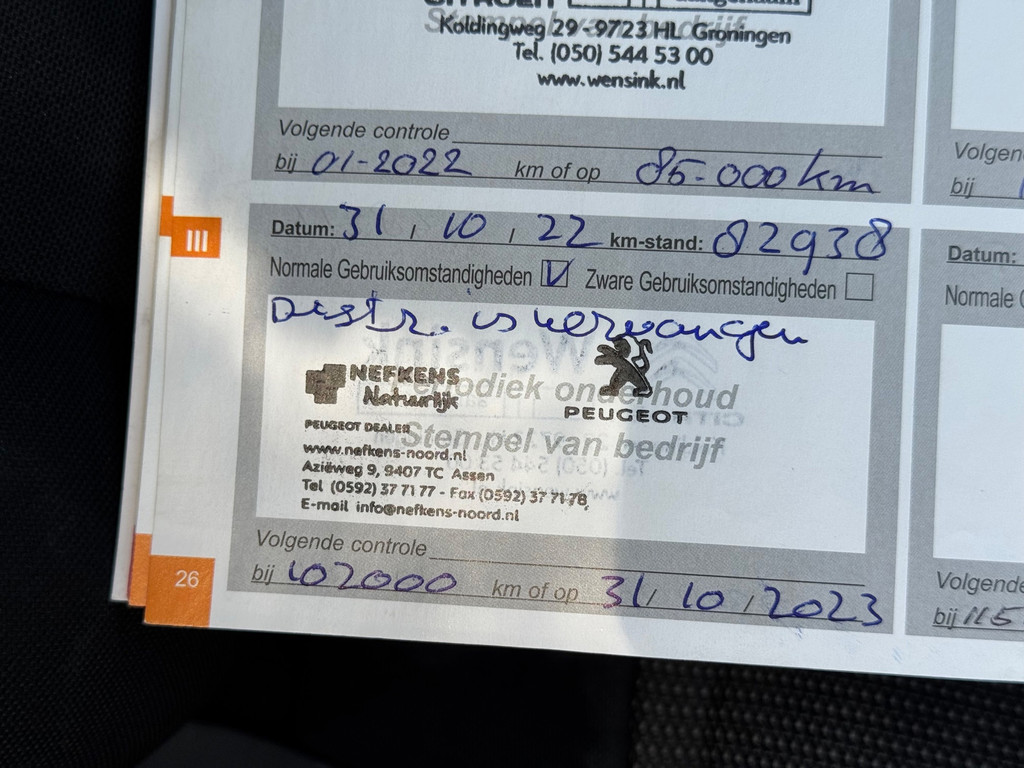 Koldingweg 29 - 9723 HL Groningen
Tel. (050) 544 53 00
www.wensink.nl
Volgende controle
bij 01-2022 km of op 85.000 km
III
Datum: 31 / 10 / 22 km-stand: 82938
Normale Gebruiksomstandigheden V Zware Gebruiksomstandigheden
Distr. is vervangen
NEFKENS
Natuurlijk
PEUGEOT
Periodiek onderhoud
Stempel van bedrijf
PEUGEOT DEALER
www.nefkens-noord.nl
Aziëweg 9, 9407 TC Assen
Tel (0592) 37 71 77 - Fax (0592) 37 71 78
E-mail info@nefkens-noord.nl
Volgende controle
bij 102000 km of op 31/10/2023
26
Volgen
bij
Datum:
Normale
Volgende
bij 115